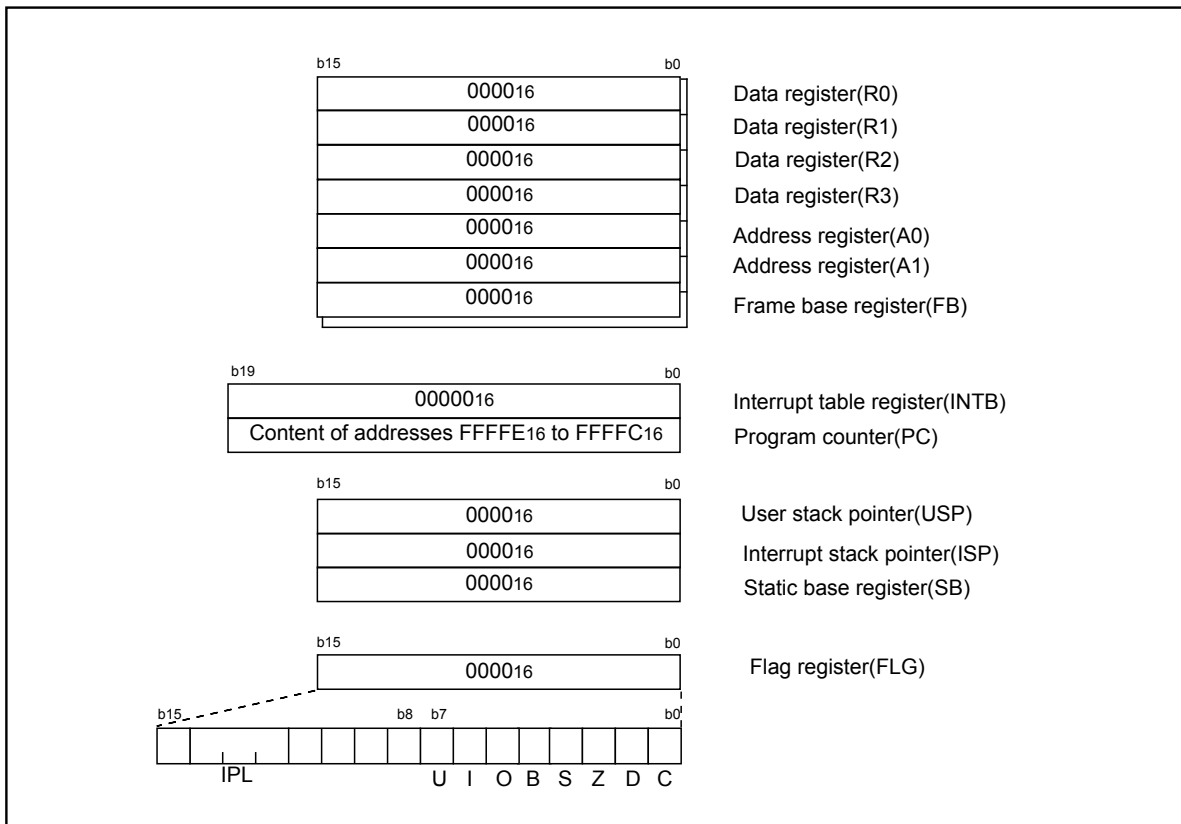 b15 b0
000016 Data register(R0)
000016 Data register(R1)
000016 Data register(R2)
000016 Data register(R3)
000016 Address register(A0)
000016 Address register(A1)
000016 Frame base register(FB)
b19 b0
0000016 Interrupt table register(INTB)
Content of addresses FFFFE16 to FFFFC16 Program counter(PC)
b15 b0
000016 User stack pointer(USP)
000016 Interrupt stack pointer(ISP)
000016 Static base register(SB)
b15 b0
000016 Flag register(FLG)
b15 b8 b7 b0
IPL U I O B S Z D C